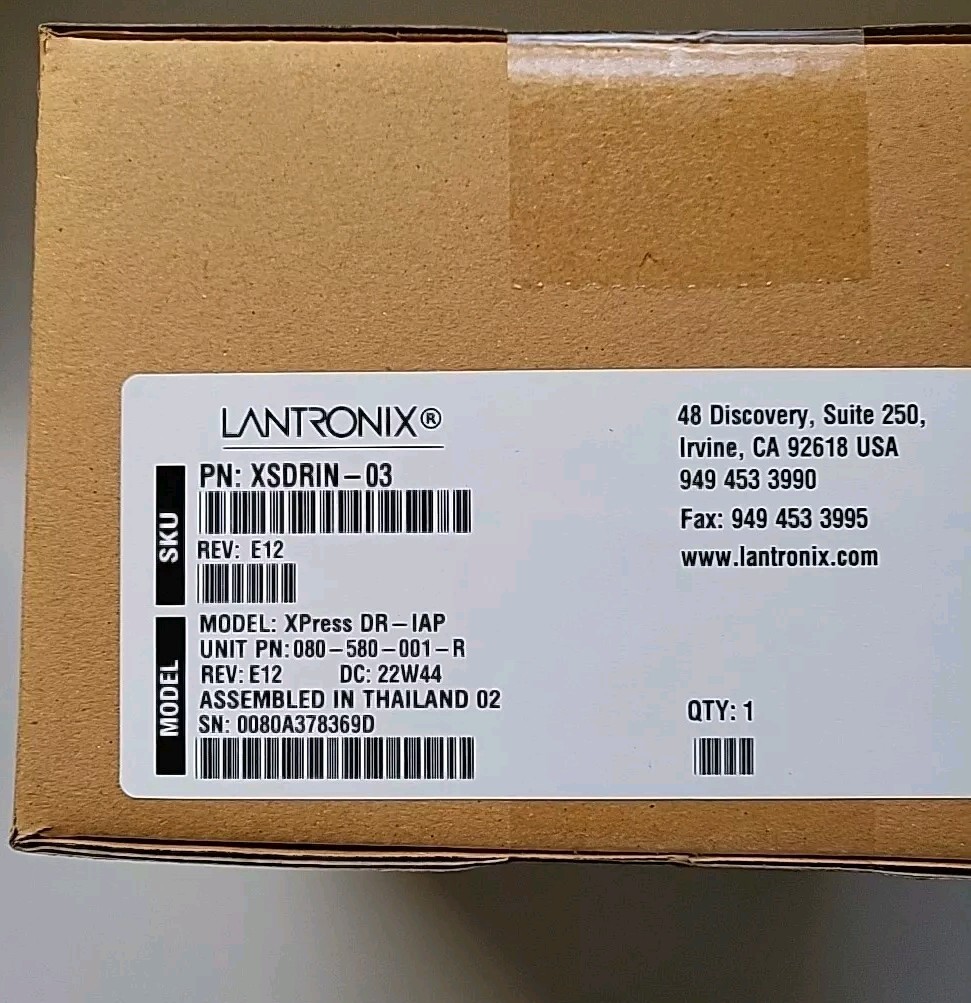 LANTRONIX®
PN: XSDRIN-03
SKU
REV: E12
MODEL: XPress DR-IAP
UNIT PN: 080-580-001-R
REV: E12 DC: 22W44
ASSEMBLED IN THAILAND 02
SN: 0080A378369D
MODEL
48 Discovery, Suite 250,
Irvine, CA 92618 USA
949 453 3990
Fax: 949 453 3995
www.lantronix.com
QTY: 1